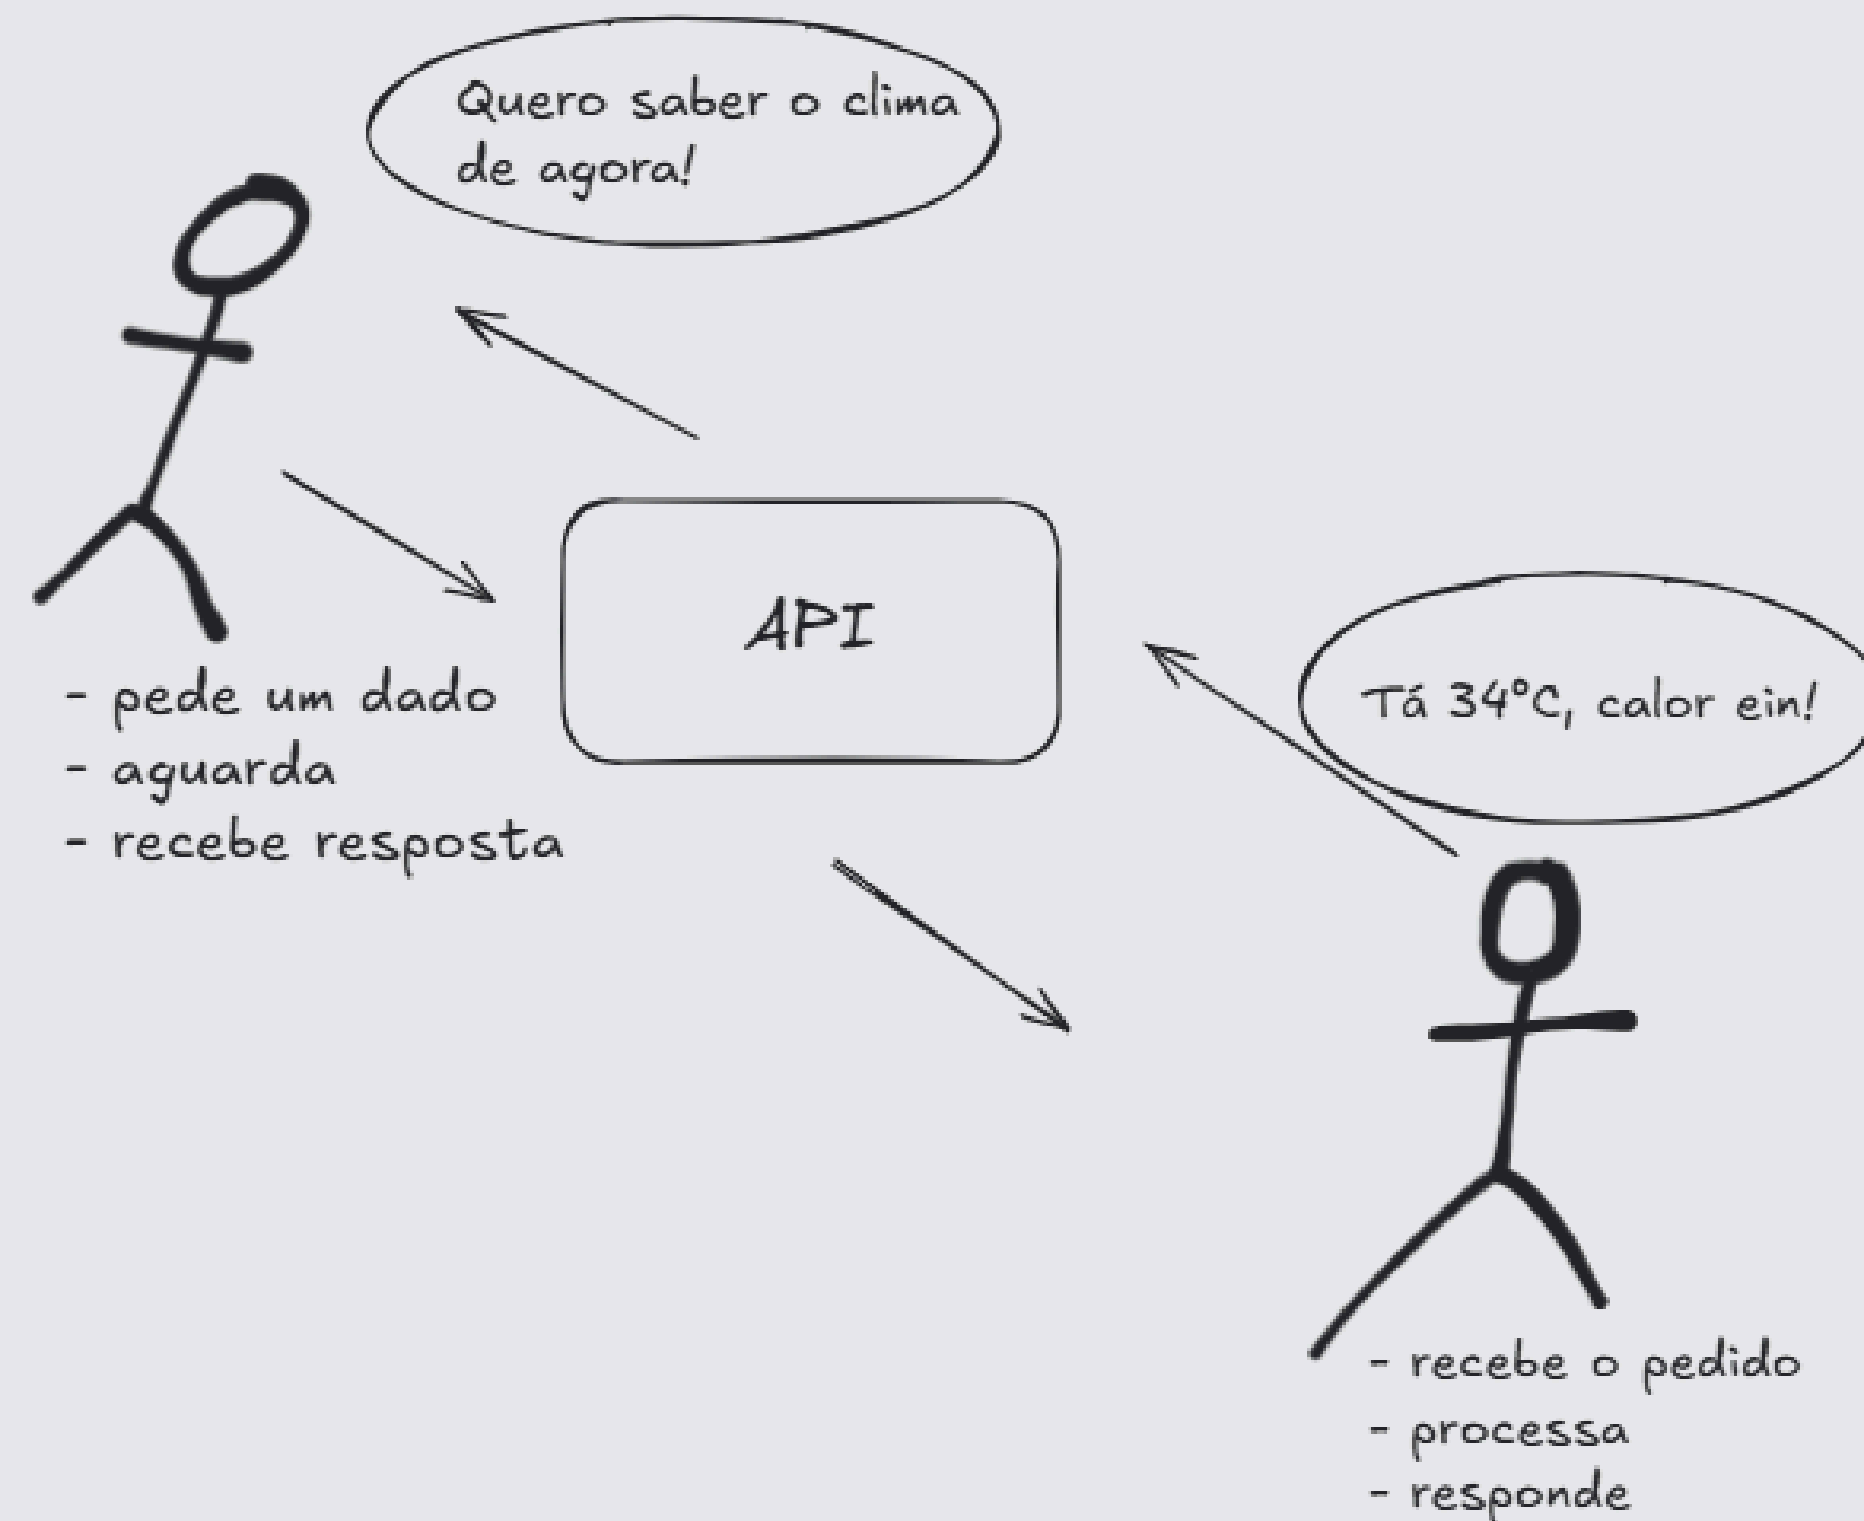 Quero saber o clima
de agora!
API
Tá 34°C, calor ein!
- pede um dado
- aguarda
- recebe resposta
- recebe o pedido
- processa
- responde